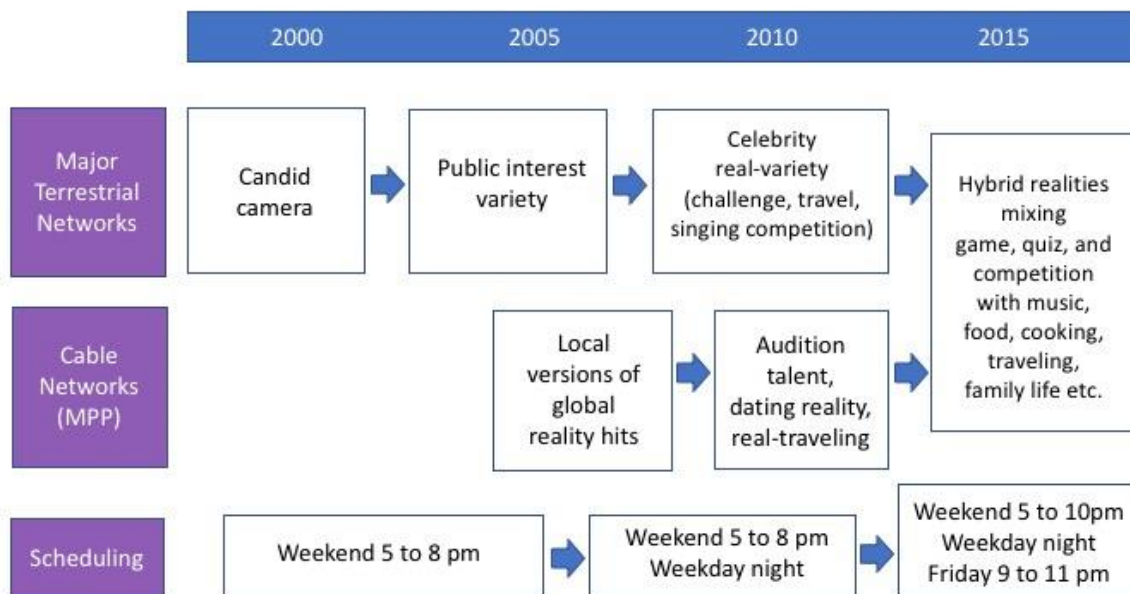 2000
2005
2010
2015
Major
Terrestrial
Networks
Candid
camera
Public interest
variety
Celebrity
real-variety
(challenge, travel,
singing competition)
Hybrid realities
mixing
game, quiz, and
competition
with music,
food, cooking,
traveling,
family life etc.
Cable
Networks
(MPP)
Local
versions of
global
reality hits
Audition
talent,
dating reality,
real-traveling
Scheduling
Weekend 5 to 8 pm
Weekend 5 to 8 pm
Weekday night
Weekend 5 to 10pm
Weekday night
Friday 9 to 11 pm